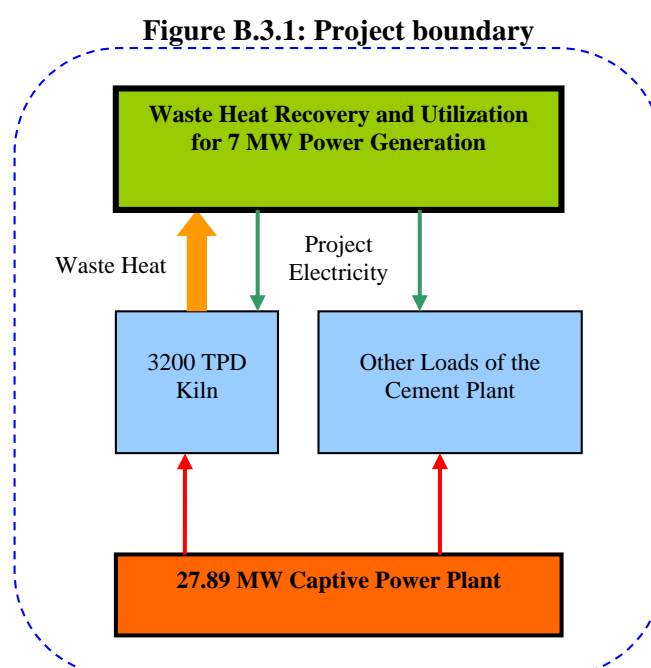 Figure B.3.1: Project boundary
Waste Heat Recovery and Utilization
for 7 MW Power Generation
Waste Heat
Project
Electricity
3200 TPD
Kiln
Other Loads of the
Cement Plant
27.89 MW Captive Power Plant